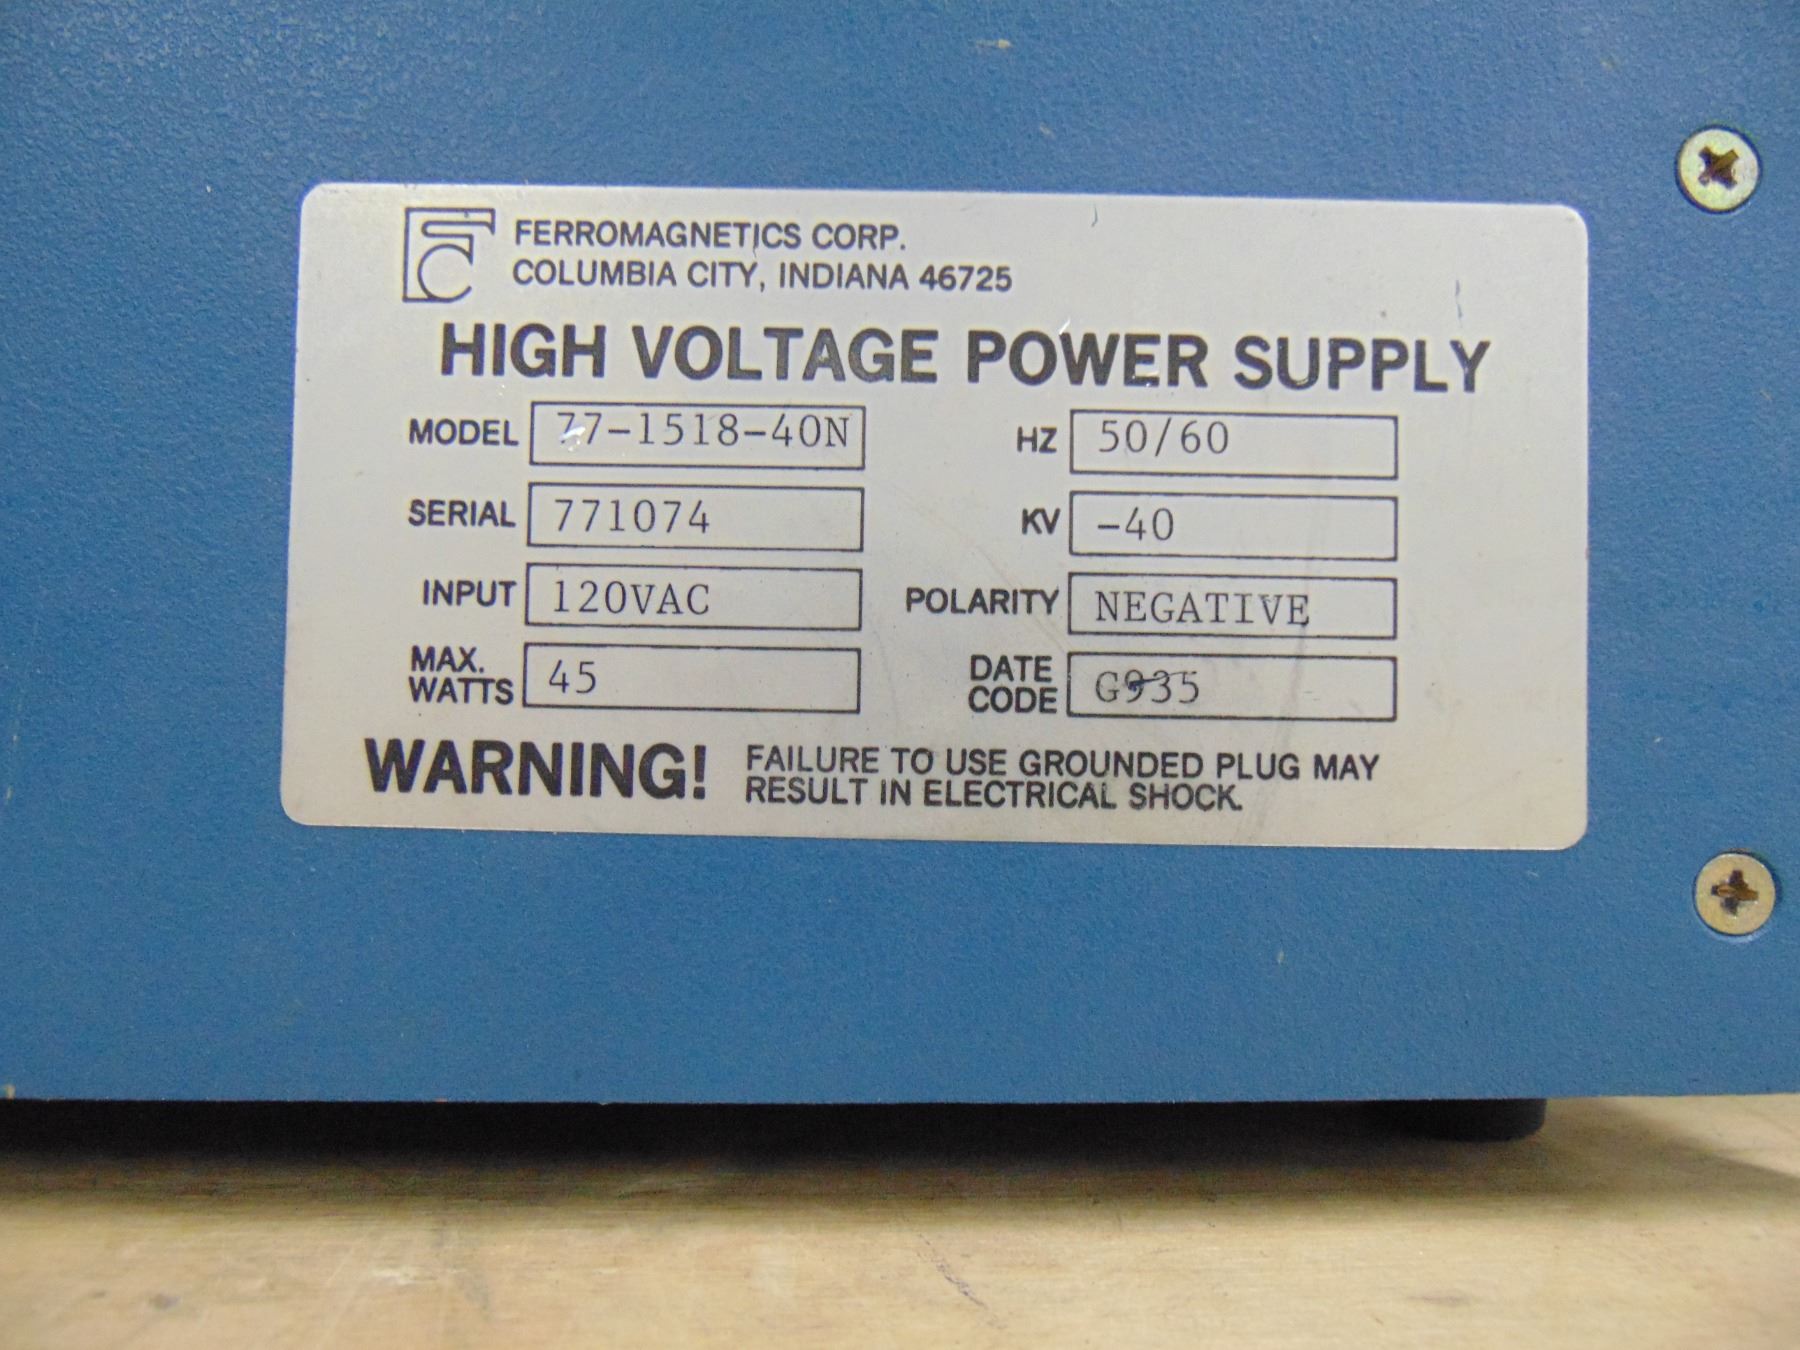 FC FERROMAGNETICS CORP.
COLUMBIA CITY, INDIANA 46725
HIGH VOLTAGE POWER SUPPLY
MODEL 77-1518-40N HZ 50/60
SERIAL 771074 KV -40
INPUT 120VAC POLARITY NEGATIVE
MAX. WATTS 45 DATE CODE G935
WARNING! FAILURE TO USE GROUNDED PLUG MAY
RESULT IN ELECTRICAL SHOCK.